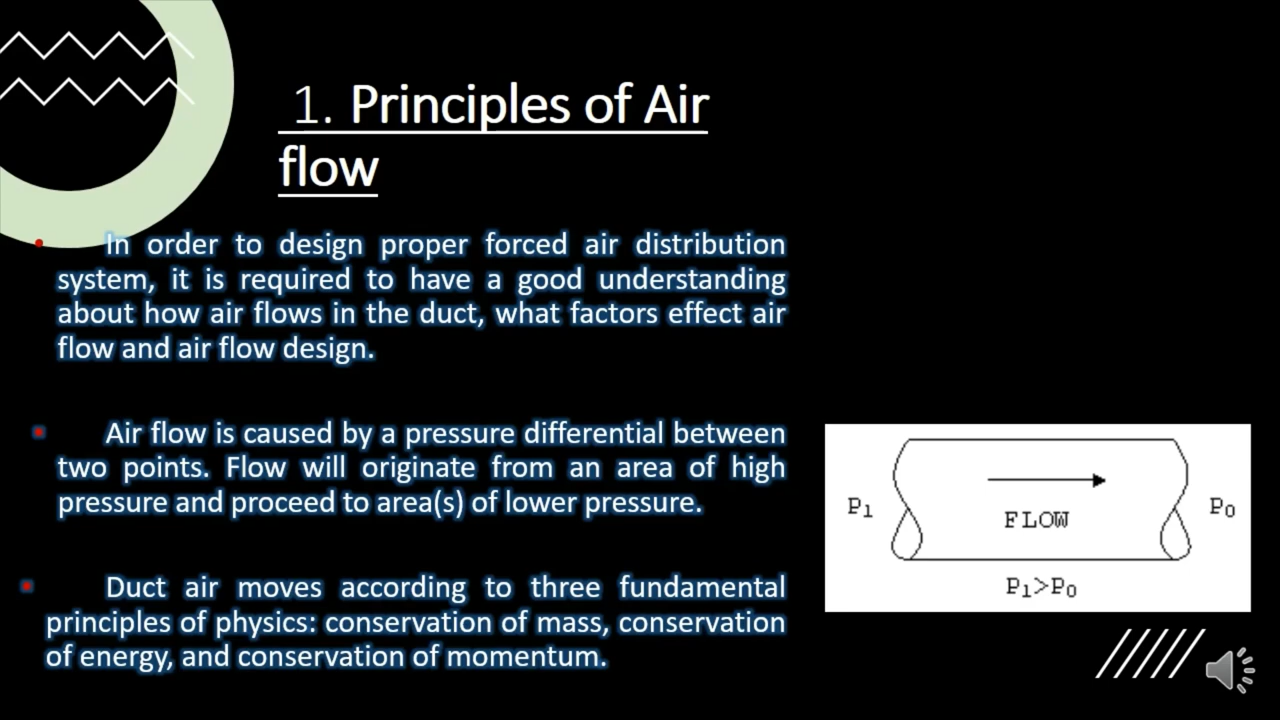 1. Principles of Air
flow
In order to design proper forced air distribution
system, it is required to have a good understanding
about how air flows in the duct, what factors effect air
flow and air flow design.
Air flow is caused by a pressure differential between
two points. Flow will originate from an area of high
pressure and proceed to area(s) of lower pressure.
Duct air moves according to three fundamental
principles of physics: conservation of mass, conservation
of energy, and conservation of momentum.
P₁
FLOW
P₀
P₁>P₀